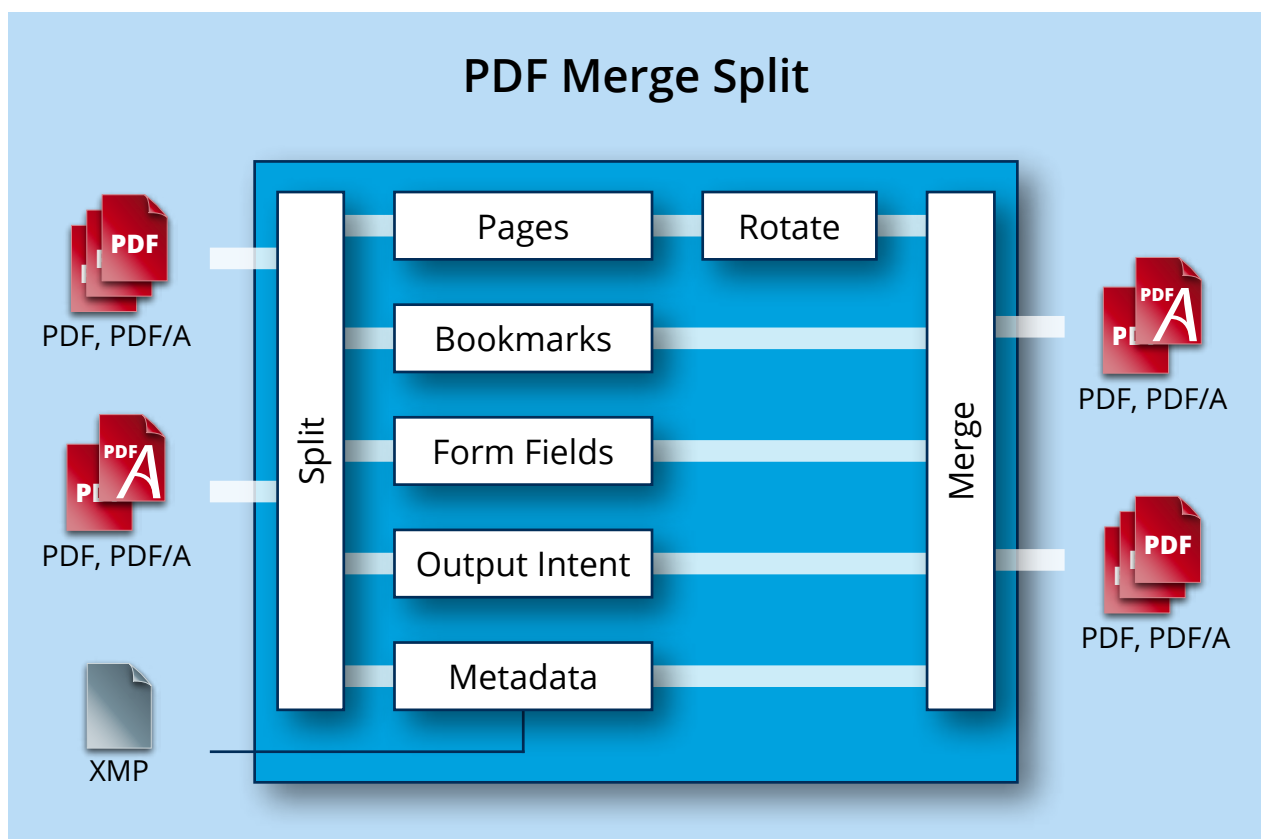 PDF Merge Split
PDF
PDF, PDF/A
PDF
PDF, PDF/A
XMP
Split
Pages
Rotate
Bookmarks
Form Fields
Output Intent
Metadata
Merge
PDF
PDF, PDF/A
PDF
PDF, PDF/A